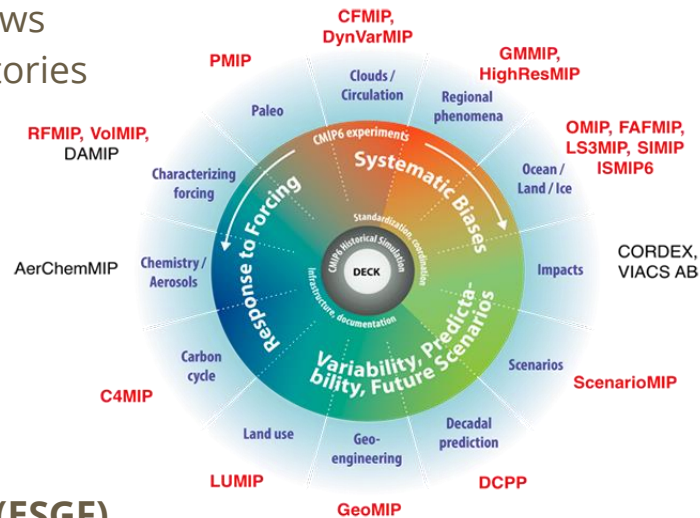 ws
tories
CFMIP,
DynVarMIP
PMIP
GMMIP,
HighResMIP
Clouds /
Circulation
Paleo
Regional
phenomena
RFMIP, VolMIP,
DAMIP
OMIP, FAFMIP,
LS3MIP, SIMIP
ISMIP6
CMIP6 experiments
Systematic Biases
Characterizing
forcing
Ocean /
Land / Ice
Response to Forcing
Standardization, coordination
CMIP6 Historical Simulation
DECK
Infrastructure, documentation
AerChemMIP
Chemistry /
Aerosols
Impacts
CORDEX,
VIACS AB
Variability, Predicta-
bility, Future Scenarios
Carbon
cycle
Scenarios
C4MIP
ScenarioMIP
Land use
Geo-
engineering
Decadal
prediction
LUMIP
DCPP
GeoMIP
(ESGF)